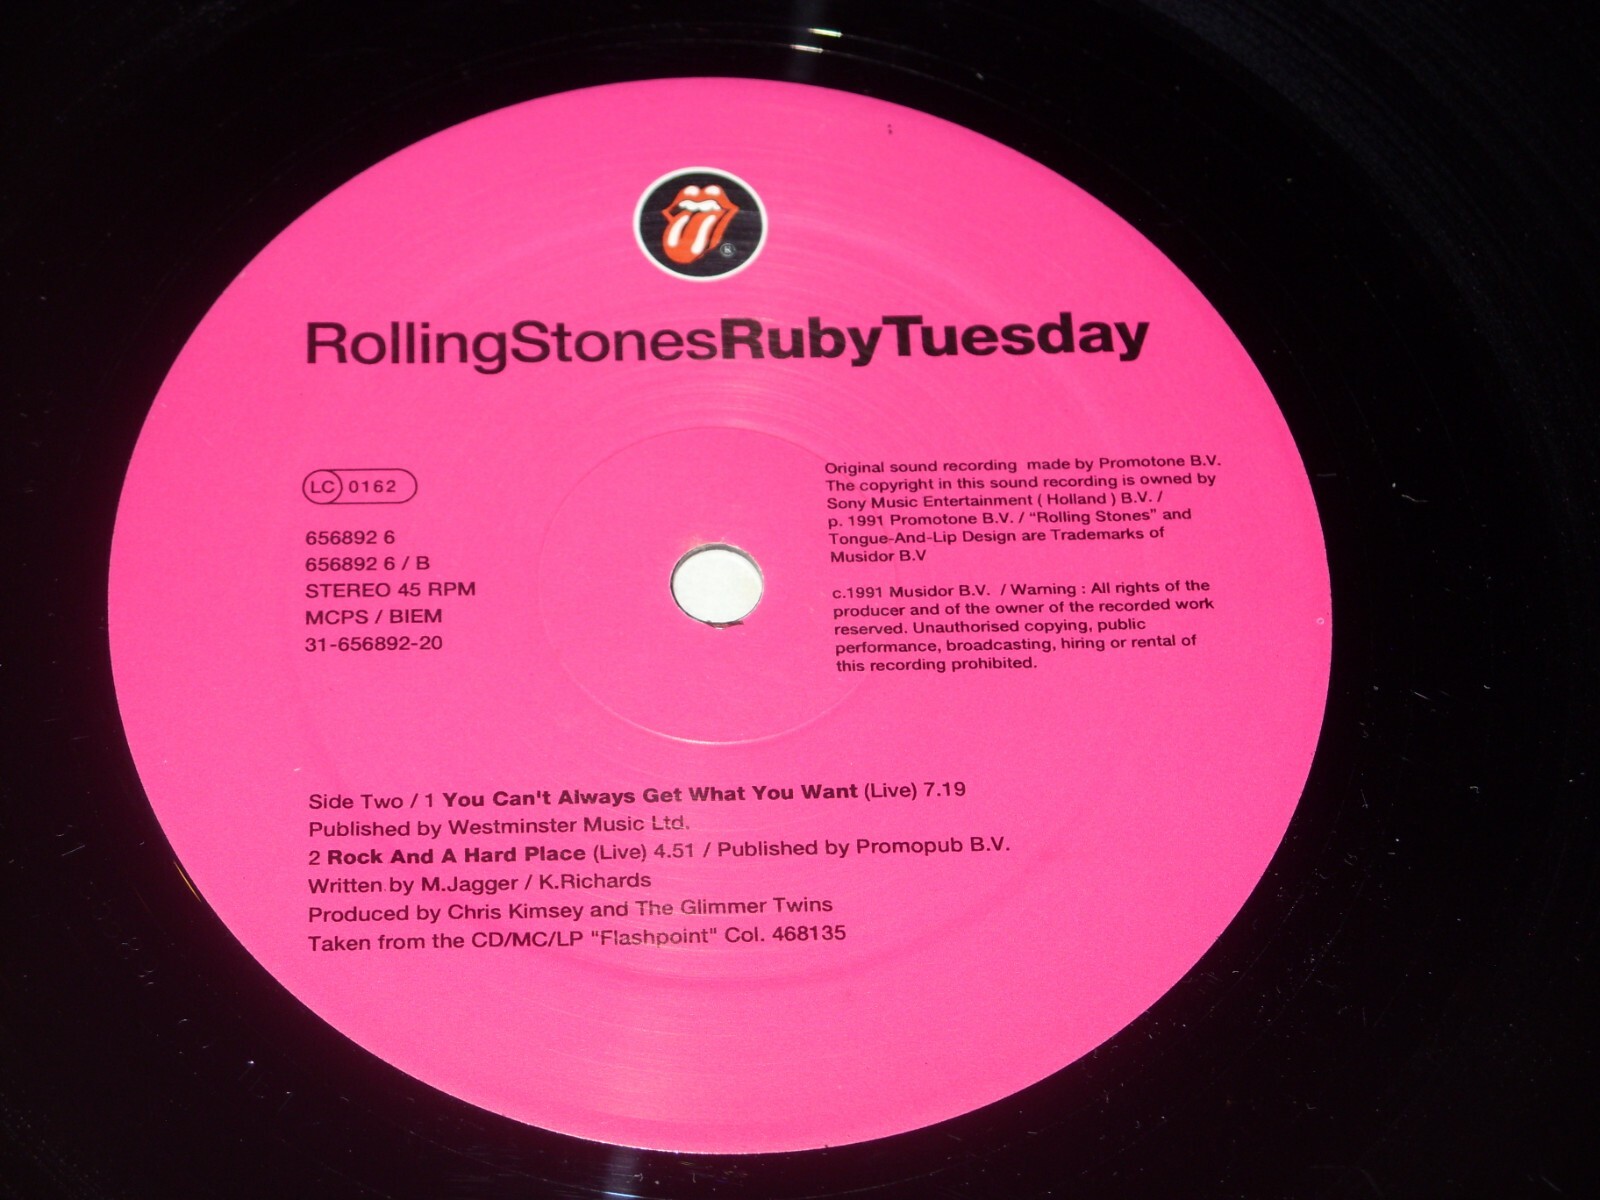 ®
RollingStonesRubyTuesday
LC 0162
656892 6
656892 6 / B
STEREO 45 RPM
MCPS / BIEM
31-656892-20
Original sound recording made by Promotone B.V.
The copyright in this sound recording is owned by
Sony Music Entertainment ( Holland ) B.V. /
p. 1991 Promotone B.V. / “Rolling Stones” and
Tongue-And-Lip Design are Trademarks of
Musidor B.V
c.1991 Musidor B.V. / Warning : All rights of the
producer and of the owner of the recorded work
reserved. Unauthorised copying, public
performance, broadcasting, hiring or rental of
this recording prohibited.
Side Two / 1 You Can't Always Get What You Want (Live) 7.19
Published by Westminster Music Ltd.
2 Rock And A Hard Place (Live) 4.51 / Published by Promopub B.V.
Written by M.Jagger / K.Richards
Produced by Chris Kimsey and The Glimmer Twins
Taken from the CD/MC/LP "Flashpoint" Col. 468135